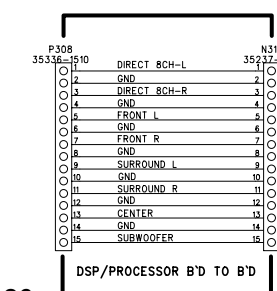 P308 N31
35336-1510 35237-
1 DIRECT 8CH-L 1
2 GND 2
3 DIRECT 8CH-R 3
4 GND 4
5 FRONT L 5
6 GND 6
7 FRONT R 7
8 GND 8
9 SURROUND L 9
10 GND 10
11 SURROUND R 11
12 GND 12
13 CENTER 13
14 GND 14
15 SUBWOOFER 15
DSP/PROCESSOR B'D TO B'D